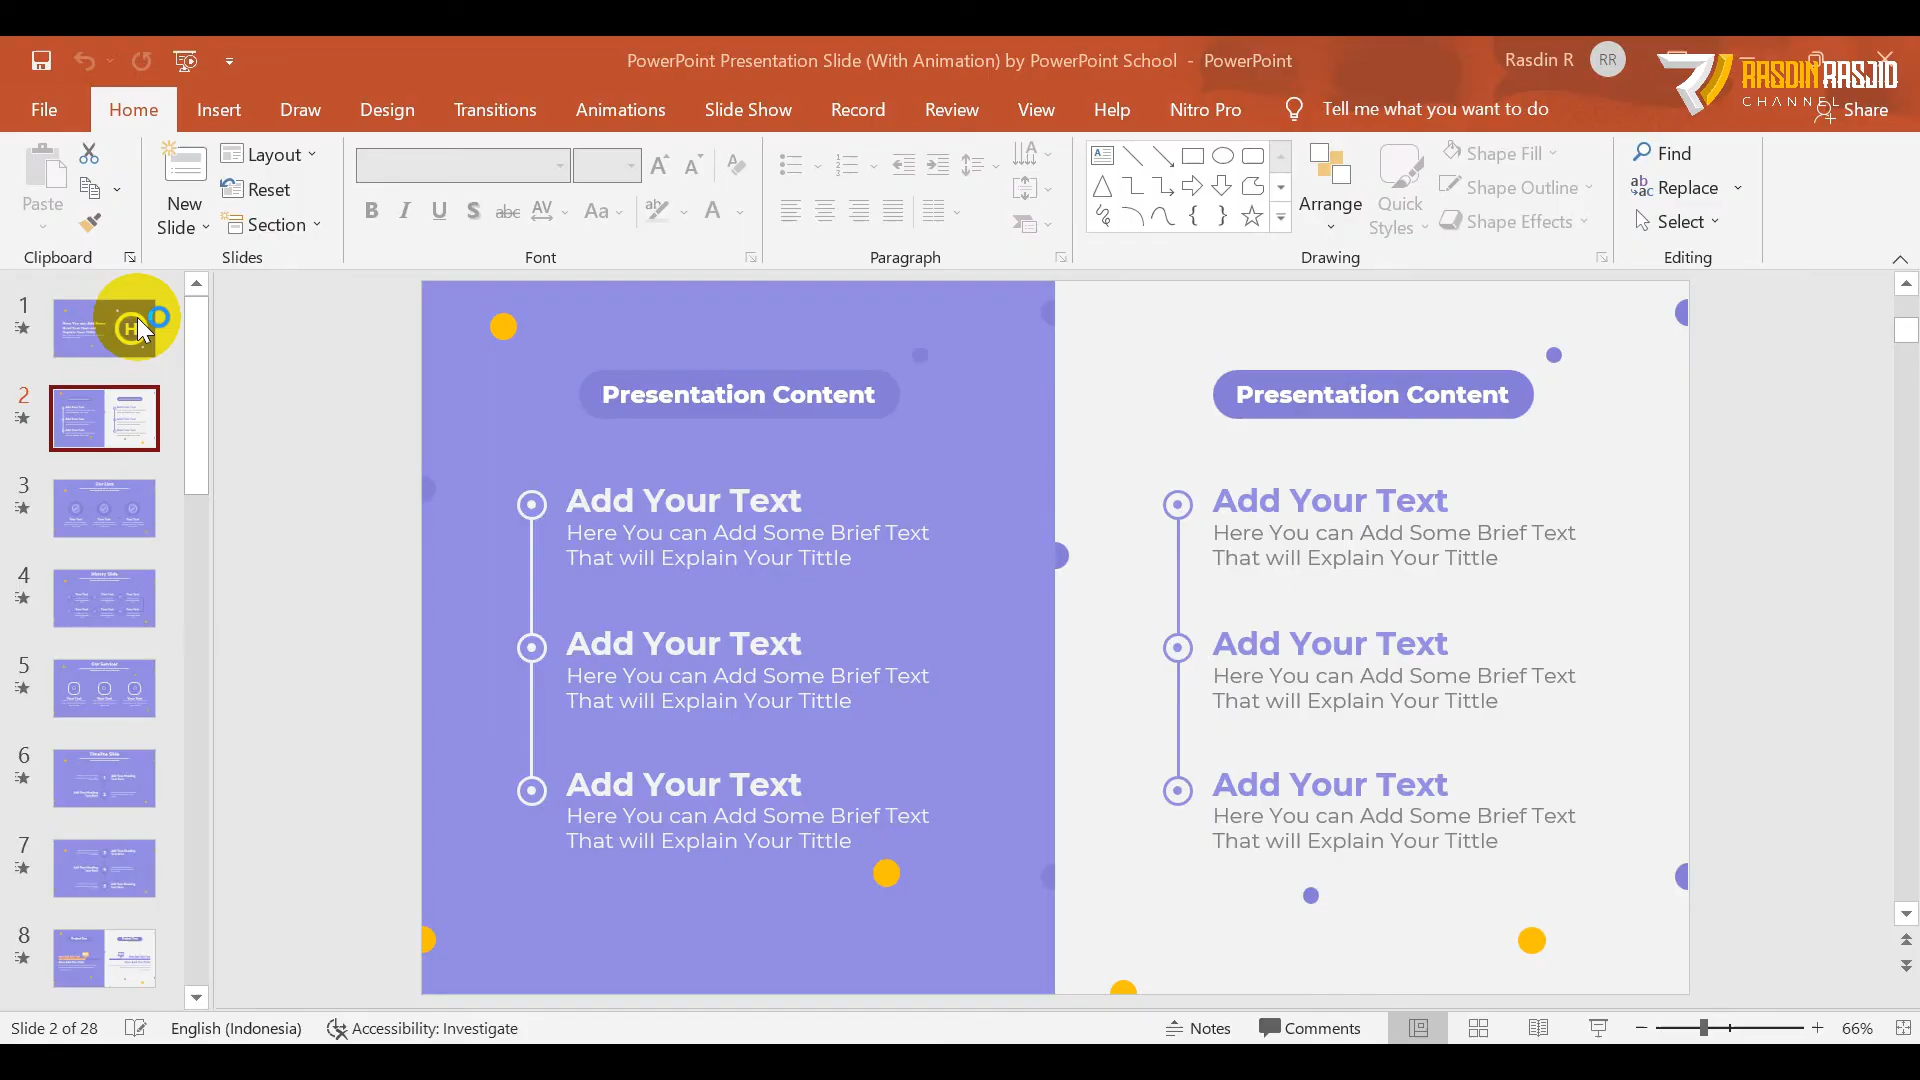 PowerPoint Presentation Slide (With Animation) by PowerPoint School - PowerPoint
Rasdin R
RR
RASDIN RASJID
CHANNEL
File Home Insert Draw Design Transitions Animations Slide Show Record Review View Help Nitro Pro Tell me what you want to do Share
Paste
Clipboard
New Slide
Layout
Reset
Section
Slides
B I U S abc AV Aa A
Font
Paragraph
Arrange
Quick Styles
Shape Fill
Shape Outline
Shape Effects
Drawing
Find
Replace
Select
Editing
1
2
3
4
5
6
7
8
Presentation Content
Add Your Text
Here You can Add Some Brief Text
That will Explain Your Tittle
Add Your Text
Here You can Add Some Brief Text
That will Explain Your Tittle
Add Your Text
Here You can Add Some Brief Text
That will Explain Your Tittle
Presentation Content
Add Your Text
Here You can Add Some Brief Text
That will Explain Your Tittle
Add Your Text
Here You can Add Some Brief Text
That will Explain Your Tittle
Add Your Text
Here You can Add Some Brief Text
That will Explain Your Tittle
Slide 2 of 28 English (Indonesia) Accessibility: Investigate Notes Comments 66%